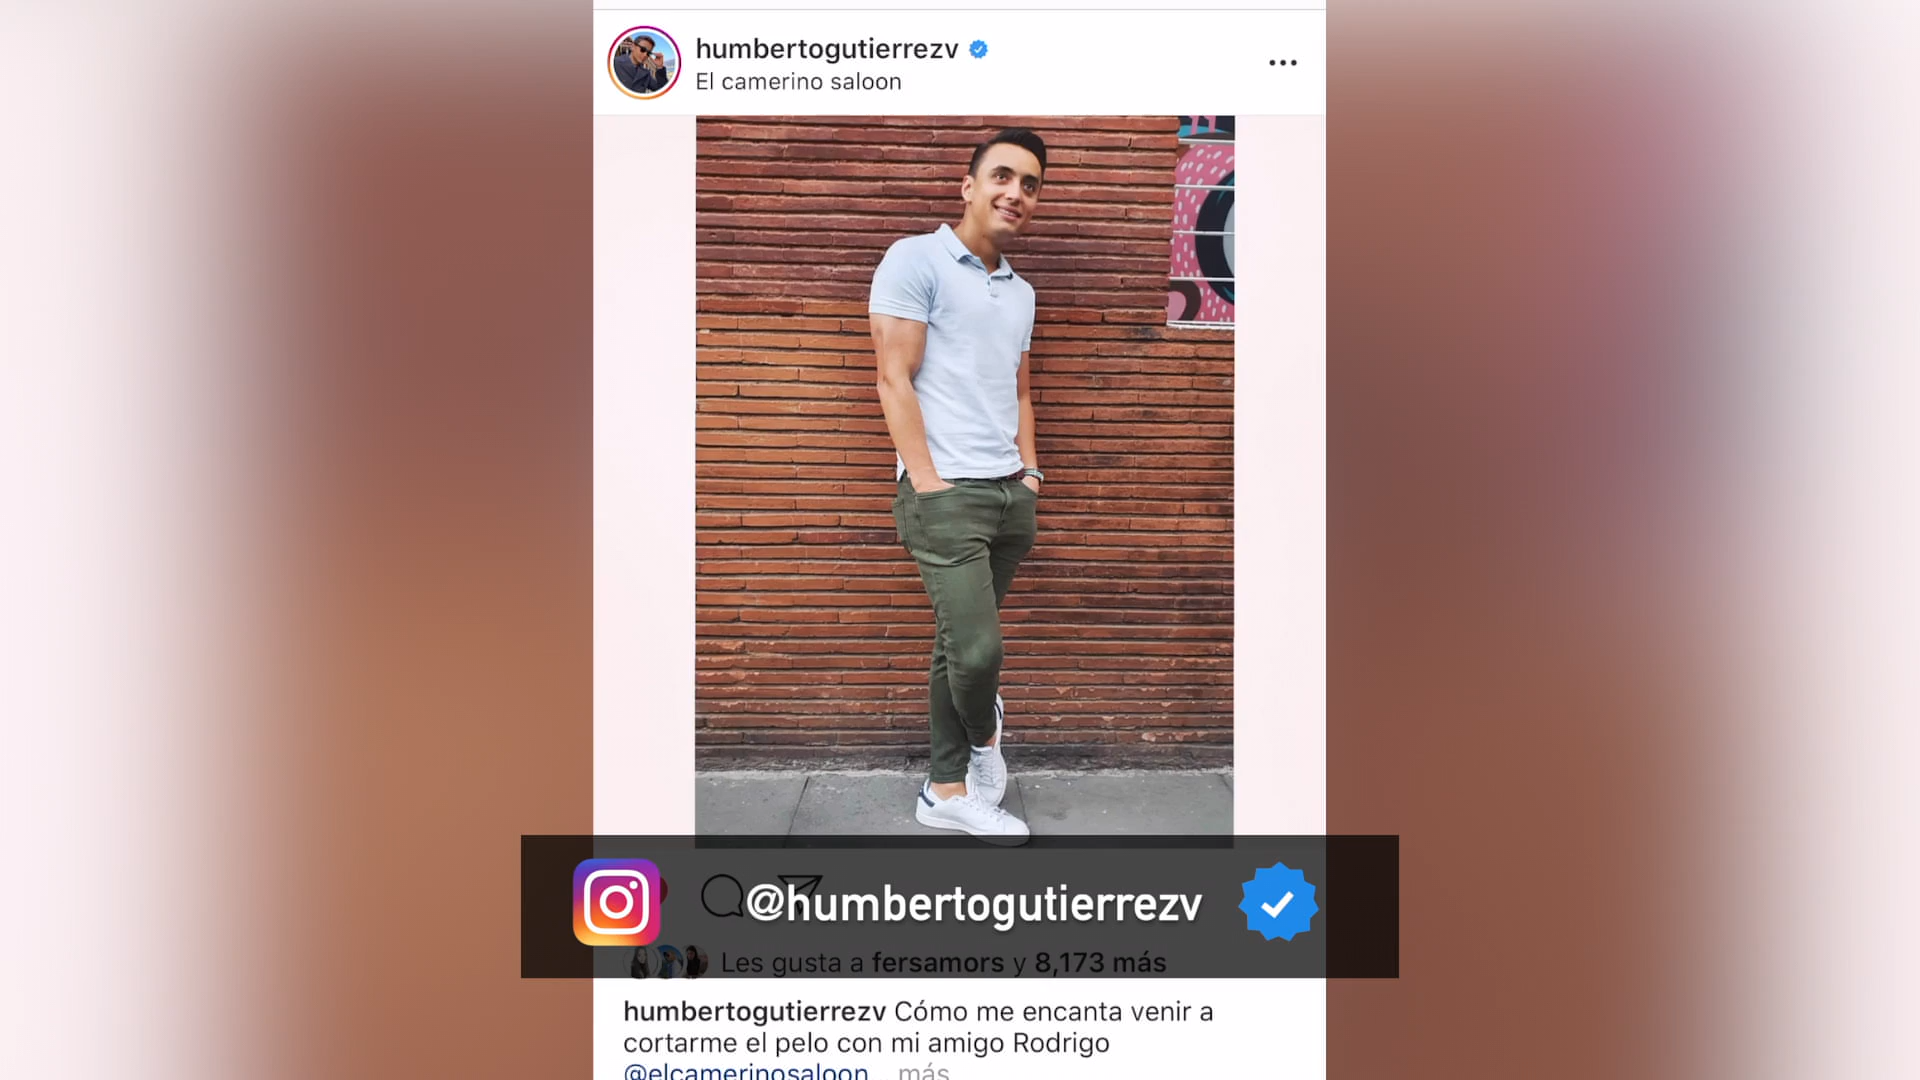 humbertogutierrezv
El camerino saloon
@humbertogutierrezv
Les gusta a fersamors y 8,173 más
humbertogutierrezv Cómo me encanta venir a
cortarme el pelo con mi amigo Rodrigo
@elcamerinosaloon... más